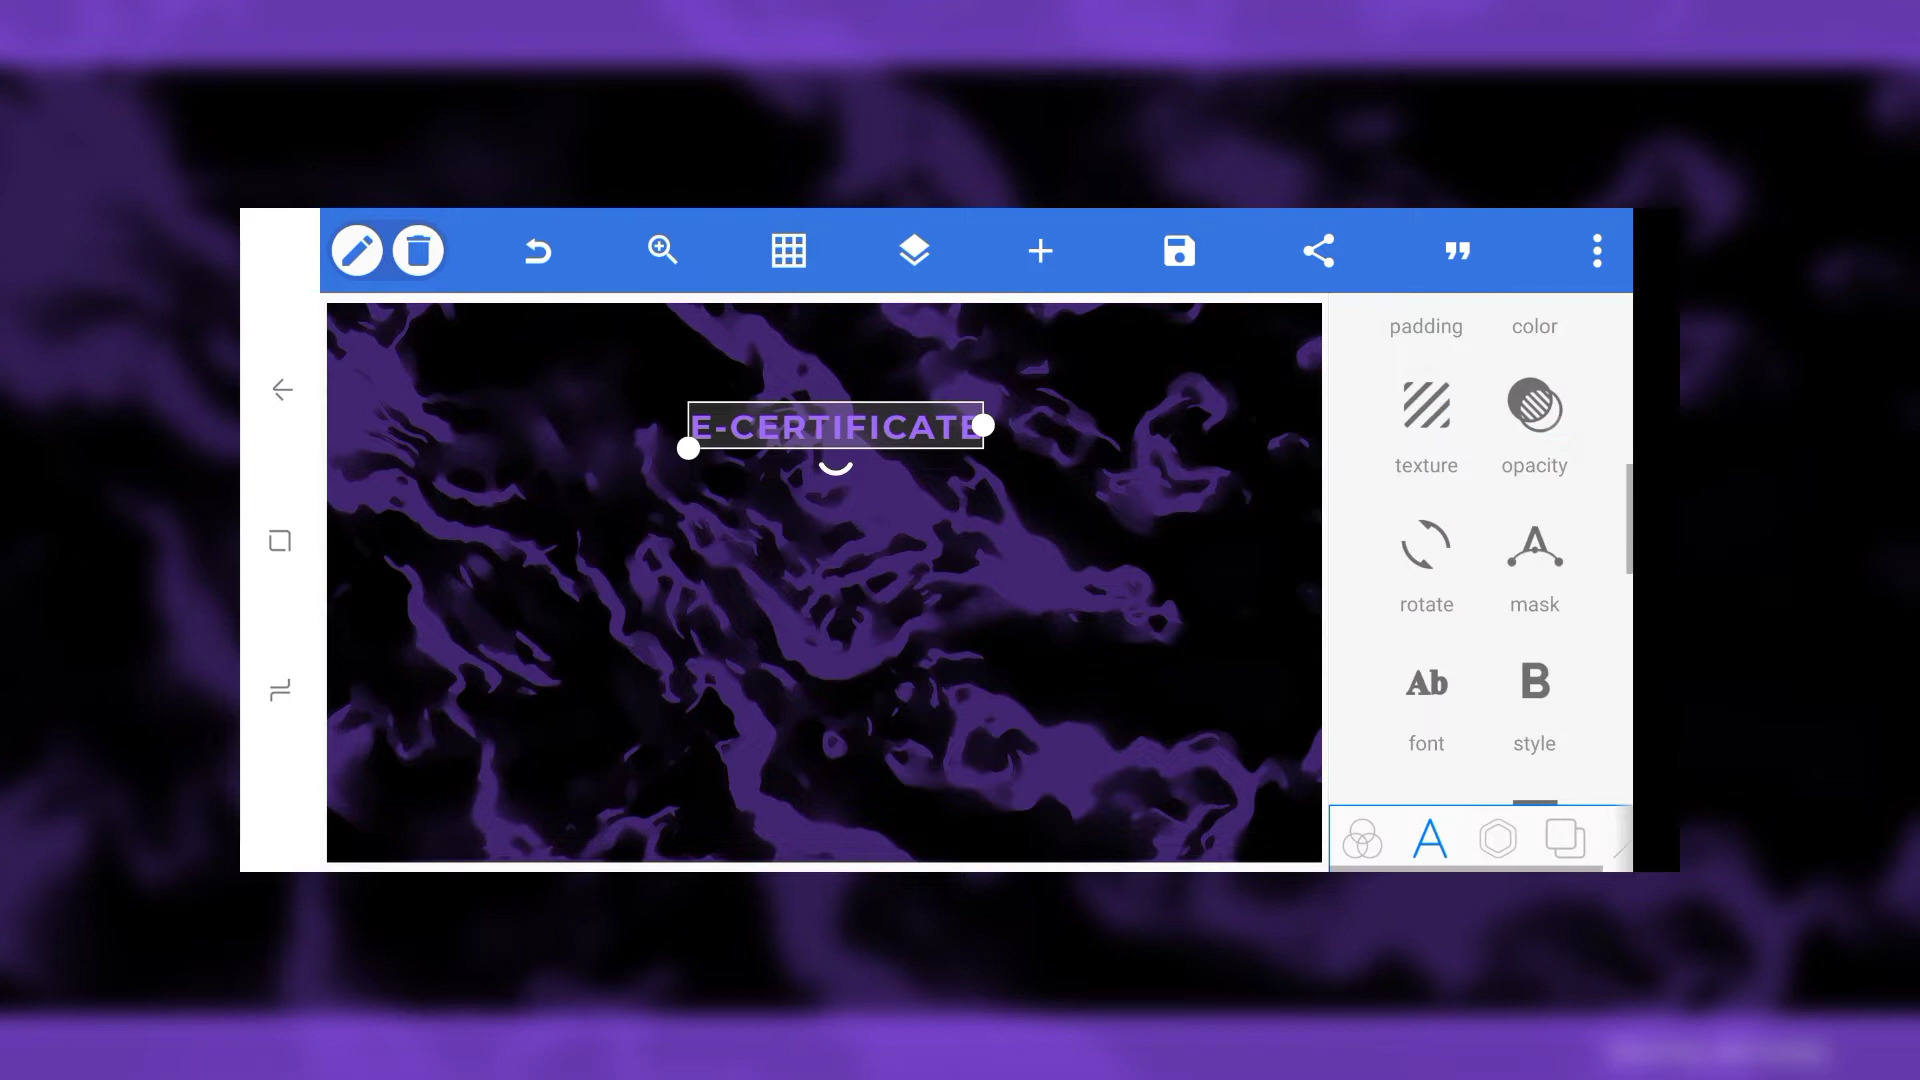 E-CERTIFICATE
padding color
texture opacity
rotate mask
Ab B
font style
A